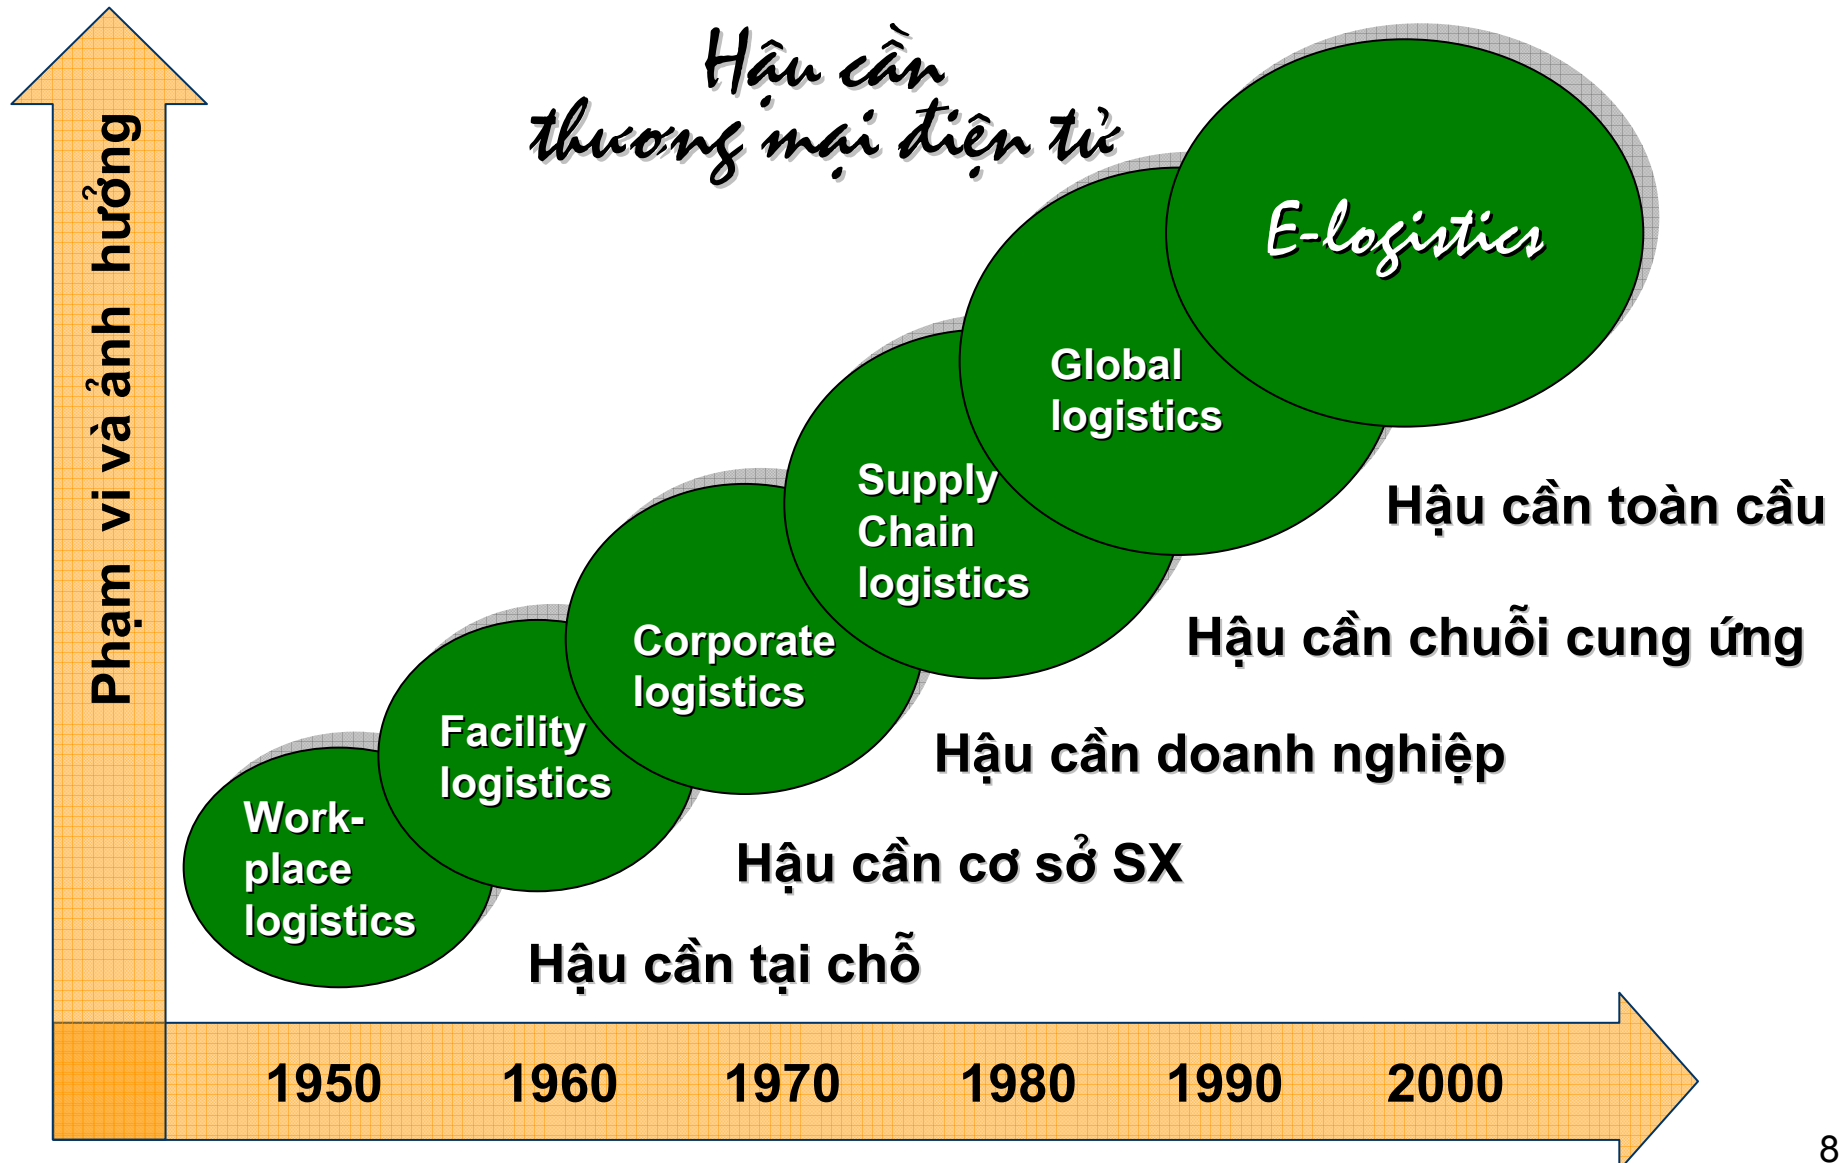 Hậu cần
thương mại điện tử
Phạm vi và ảnh hưởng
E-logistics
Global
logistics
Supply
Chain
logistics
Corporate
logistics
Facility
logistics
Work-
place
logistics
Hậu cần toàn cầu
Hậu cần chuỗi cung ứng
Hậu cần doanh nghiệp
Hậu cần cơ sở SX
Hậu cần tại chỗ
1950 1960 1970 1980 1990 2000
8